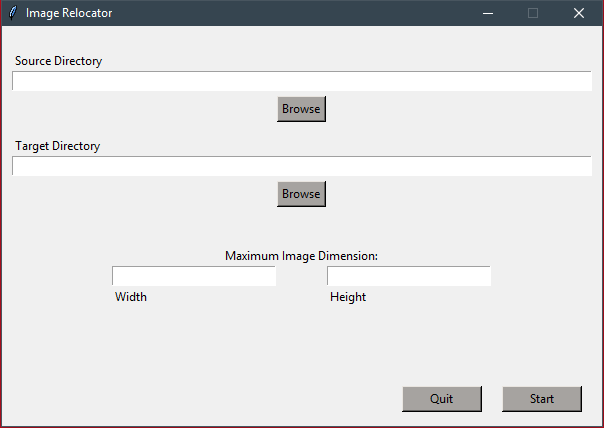 Image Relocator
Source Directory
Browse
Target Directory
Browse
Maximum Image Dimension:
Width Height
Quit Start